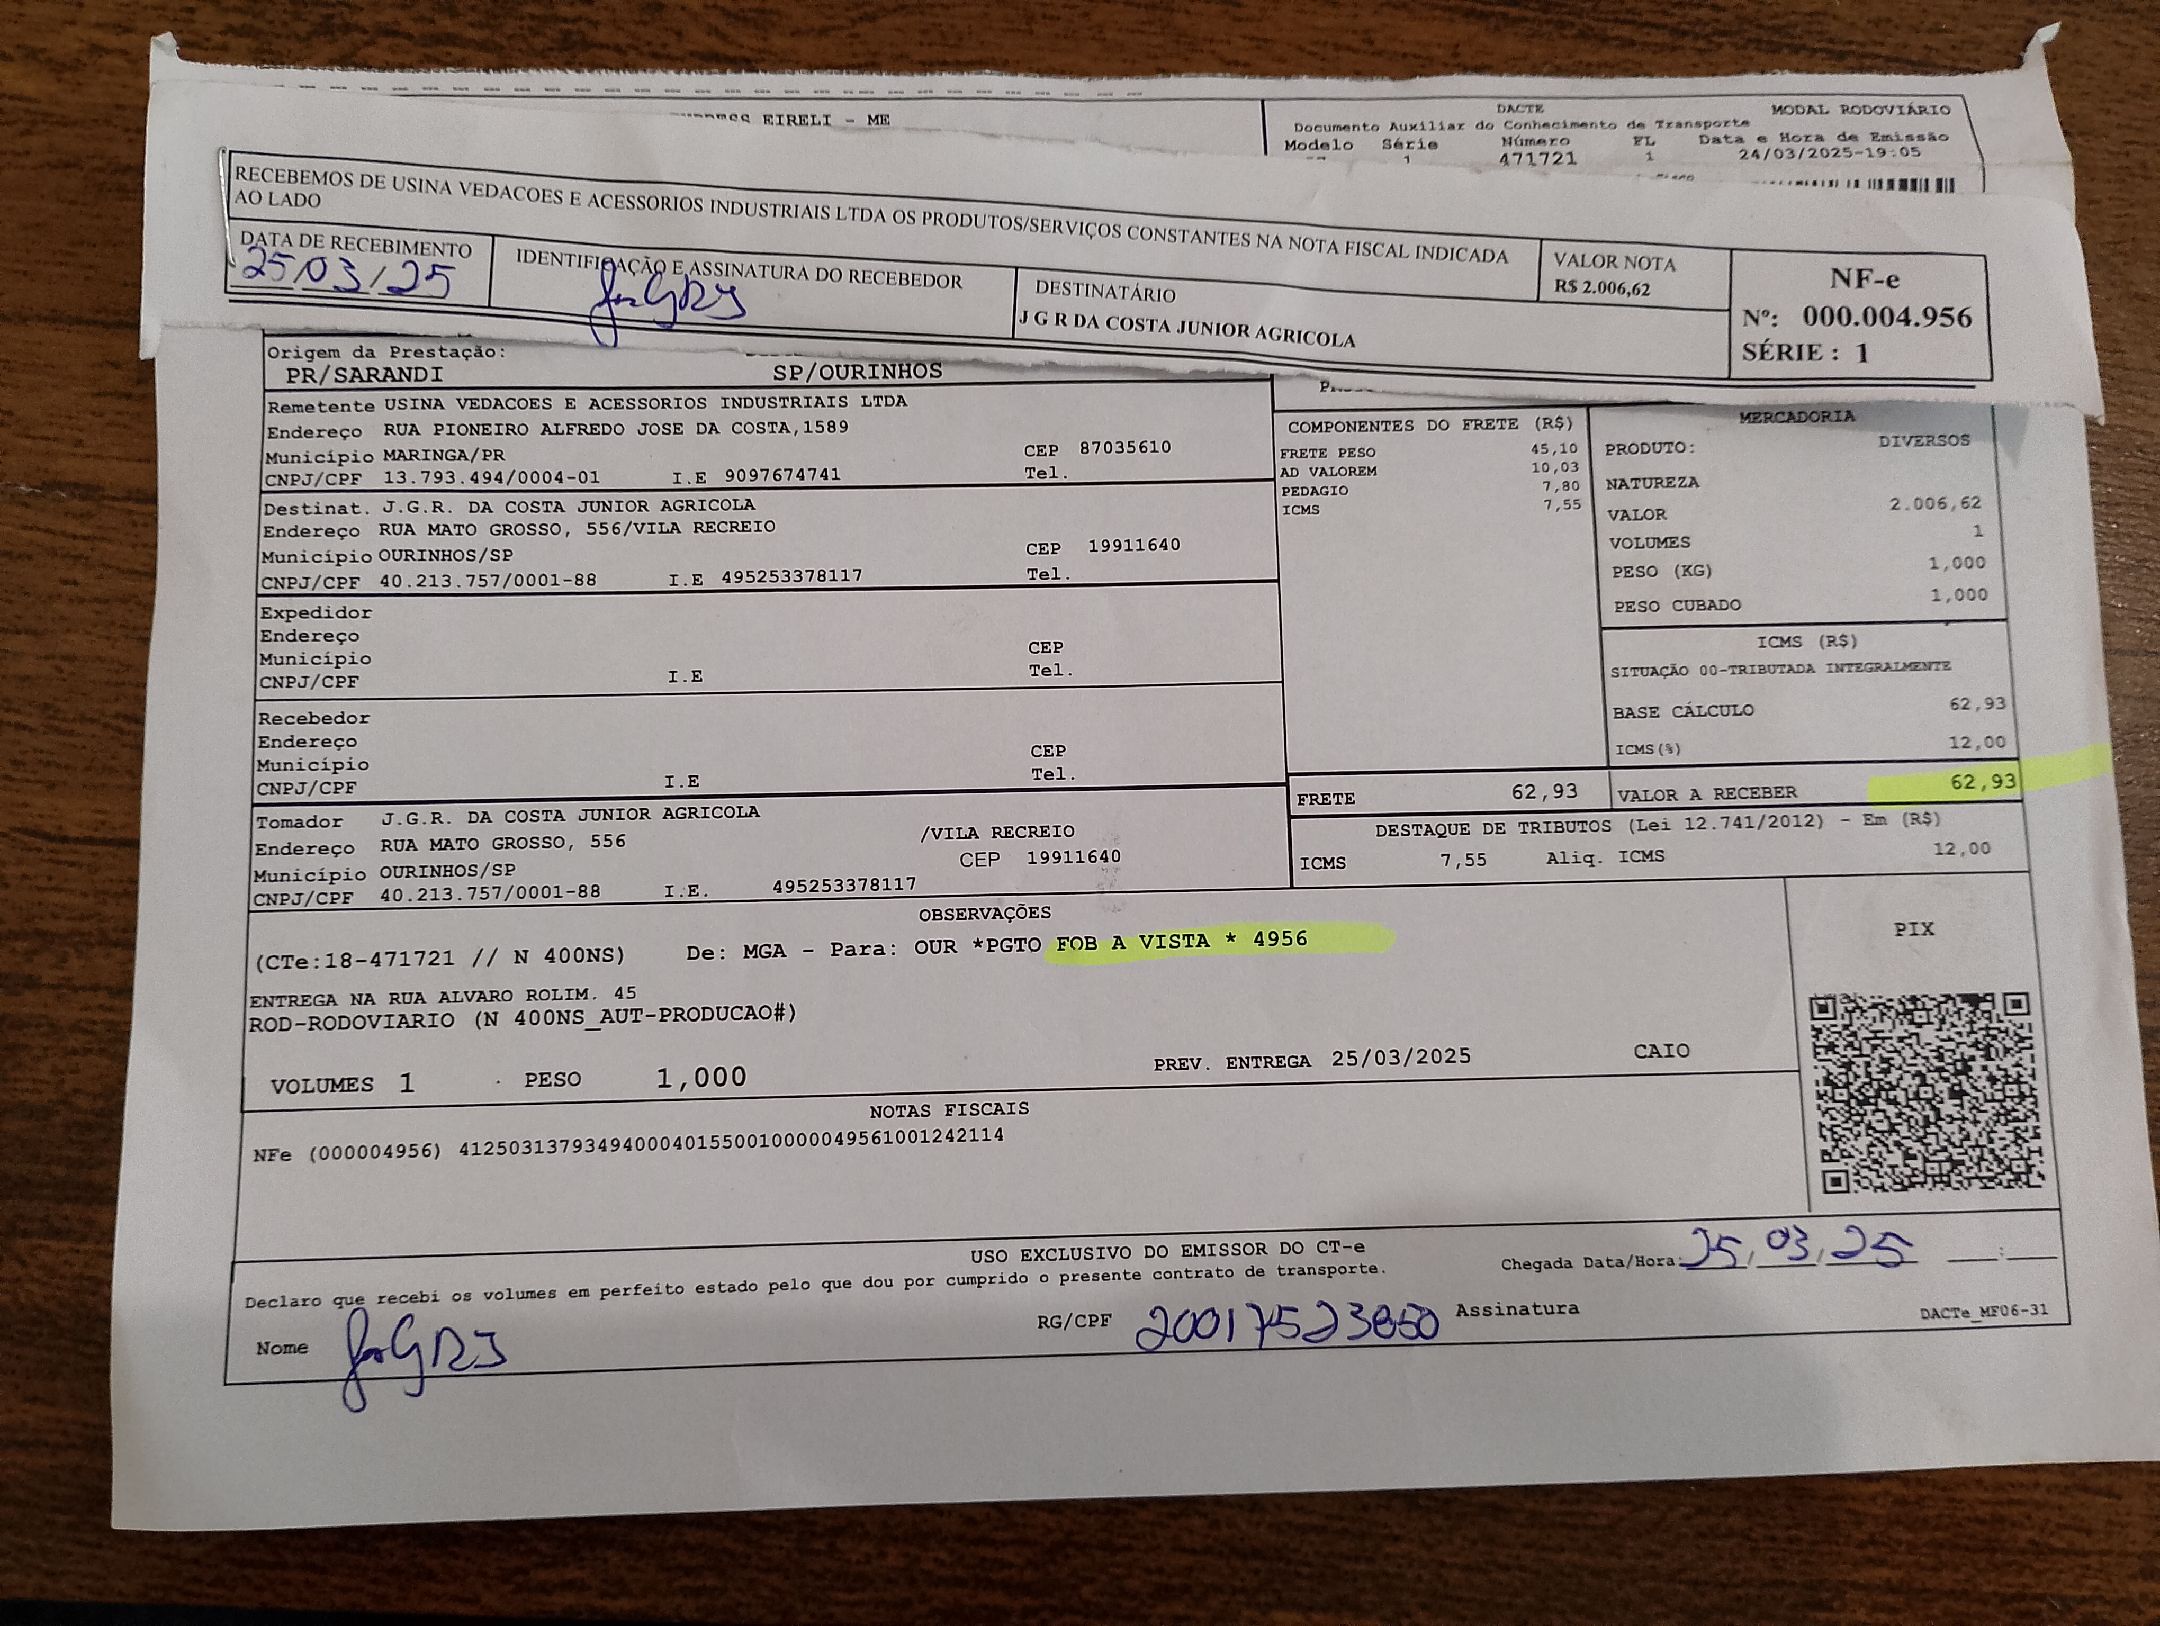 EIRELI - ME
DACTE
MODAL RODOVIÁRIO
Documento Auxiliar do Conhecimento de Transporte
Modelo Série Número FL Data e Hora de Emissão
1 471721 1 24/03/2025-19:05
RECEBEMOS DE USINA VEDACOES E ACESSORIOS INDUSTRIAIS LTDA OS PRODUTOS/SERVIÇOS CONSTANTES NA NOTA FISCAL INDICADA
AO LADO
DATA DE RECEBIMENTO
25/03/25
IDENTIFICAÇÃO E ASSINATURA DO RECEBEDOR
DESTINATÁRIO
J G R DA COSTA JUNIOR AGRICOLA
VALOR NOTA
R$ 2.006,62
NF-e
Nº: 000.004.956
SÉRIE : 1
Origem da Prestação:
PR/SARANDI
SP/OURINHOS
Remetente USINA VEDACOES E ACESSORIOS INDUSTRIAIS LTDA
Endereço RUA PIONEIRO ALFREDO JOSE DA COSTA,1589
Município MARINGA/PR CEP 87035610
CNPJ/CPF 13.793.494/0004-01 I.E 9097674741 Tel.
Destinat. J.G.R. DA COSTA JUNIOR AGRICOLA
Endereço RUA MATO GROSSO, 556/VILA RECREIO
Município OURINHOS/SP CEP 19911640
CNPJ/CPF 40.213.757/0001-88 I.E 495253378117 Tel.
Expedidor
Endereço
Município CEP
CNPJ/CPF I.E Tel.
Recebedor
Endereço
Município CEP
CNPJ/CPF I.E Tel.
Tomador J.G.R. DA COSTA JUNIOR AGRICOLA
Endereço RUA MATO GROSSO, 556 /VILA RECREIO
Município OURINHOS/SP CEP 19911640
CNPJ/CPF 40.213.757/0001-88 I.E. 495253378117
COMPONENTES DO FRETE (R$)
FRETE PESO 45,10
AD VALOREM 10,03
PEDAGIO 7,80
ICMS 7,55
MERCADORIA
PRODUTO: DIVERSOS
NATUREZA
VALOR 2.006,62
VOLUMES 1
PESO (KG) 1,000
PESO CUBADO 1,000
ICMS (R$)
SITUAÇÃO 00-TRIBUTADA INTEGRALMENTE
BASE CÁLCULO 62,93
ICMS(%) 12,00
FRETE 62,93 VALOR A RECEBER 62,93
DESTAQUE DE TRIBUTOS (Lei 12.741/2012) - Em (R$)
ICMS 7,55 Aliq. ICMS 12,00
OBSERVAÇÕES
(CTe:18-471721 // N 400NS) De: MGA - Para: OUR *PGTO FOB A VISTA * 4956
ENTREGA NA RUA ALVARO ROLIM. 45
ROD-RODOVIARIO (N 400NS_AUT-PRODUCAO#)
VOLUMES 1 PESO 1,000 PREV. ENTREGA 25/03/2025 CAIO
PIX
NOTAS FISCAIS
NFe (000004956) 41250313793494000401550010000049561001242114
USO EXCLUSIVO DO EMISSOR DO CT-e
Declaro que recebi os volumes em perfeito estado pelo que dou por cumprido o presente contrato de transporte.
Chegada Data/Hora: 25/03/25 :
Nome
RG/CPF 20017523850 Assinatura
DACTe_MF06-31